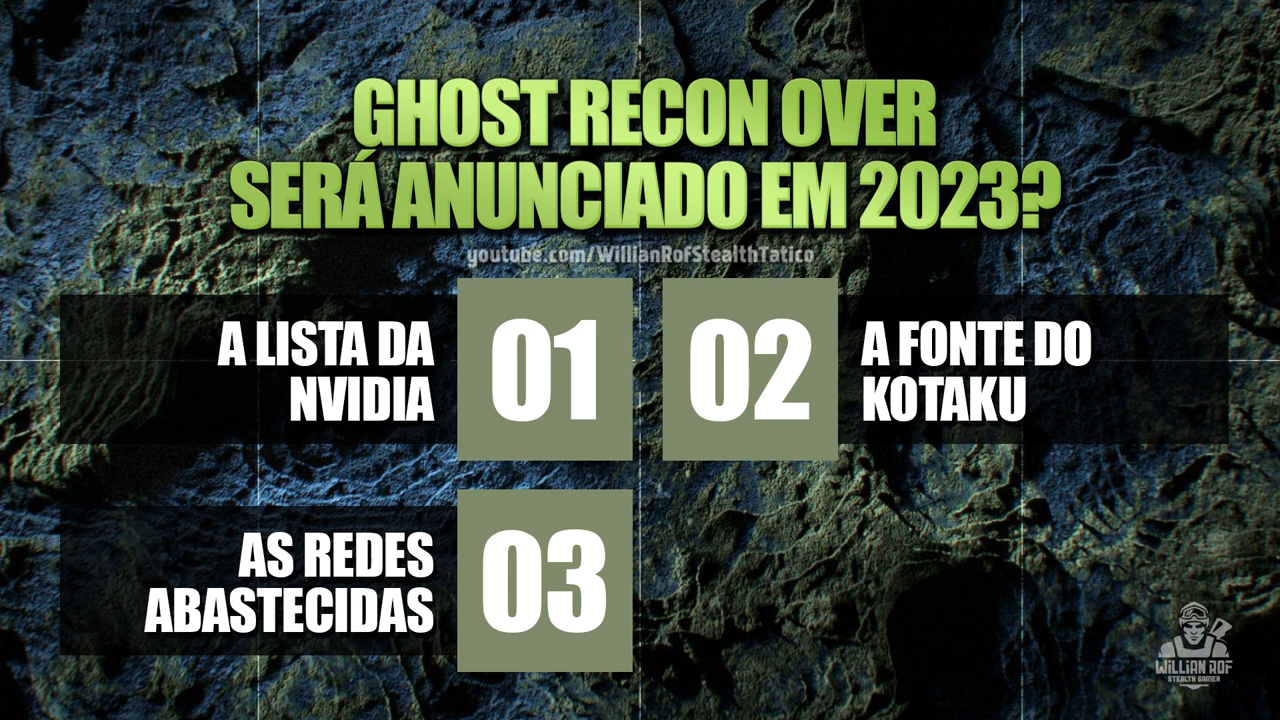 GHOST RECON OVER
SERÁ ANUNCIADO EM 2023?
youtube.com/WillianRofStealthTatico
A LISTA DA
NVIDIA
01
02
A FONTE DO
KOTAKU
AS REDES
ABASTECIDAS
03
WILLIAN ROF
STEALTH GAMER